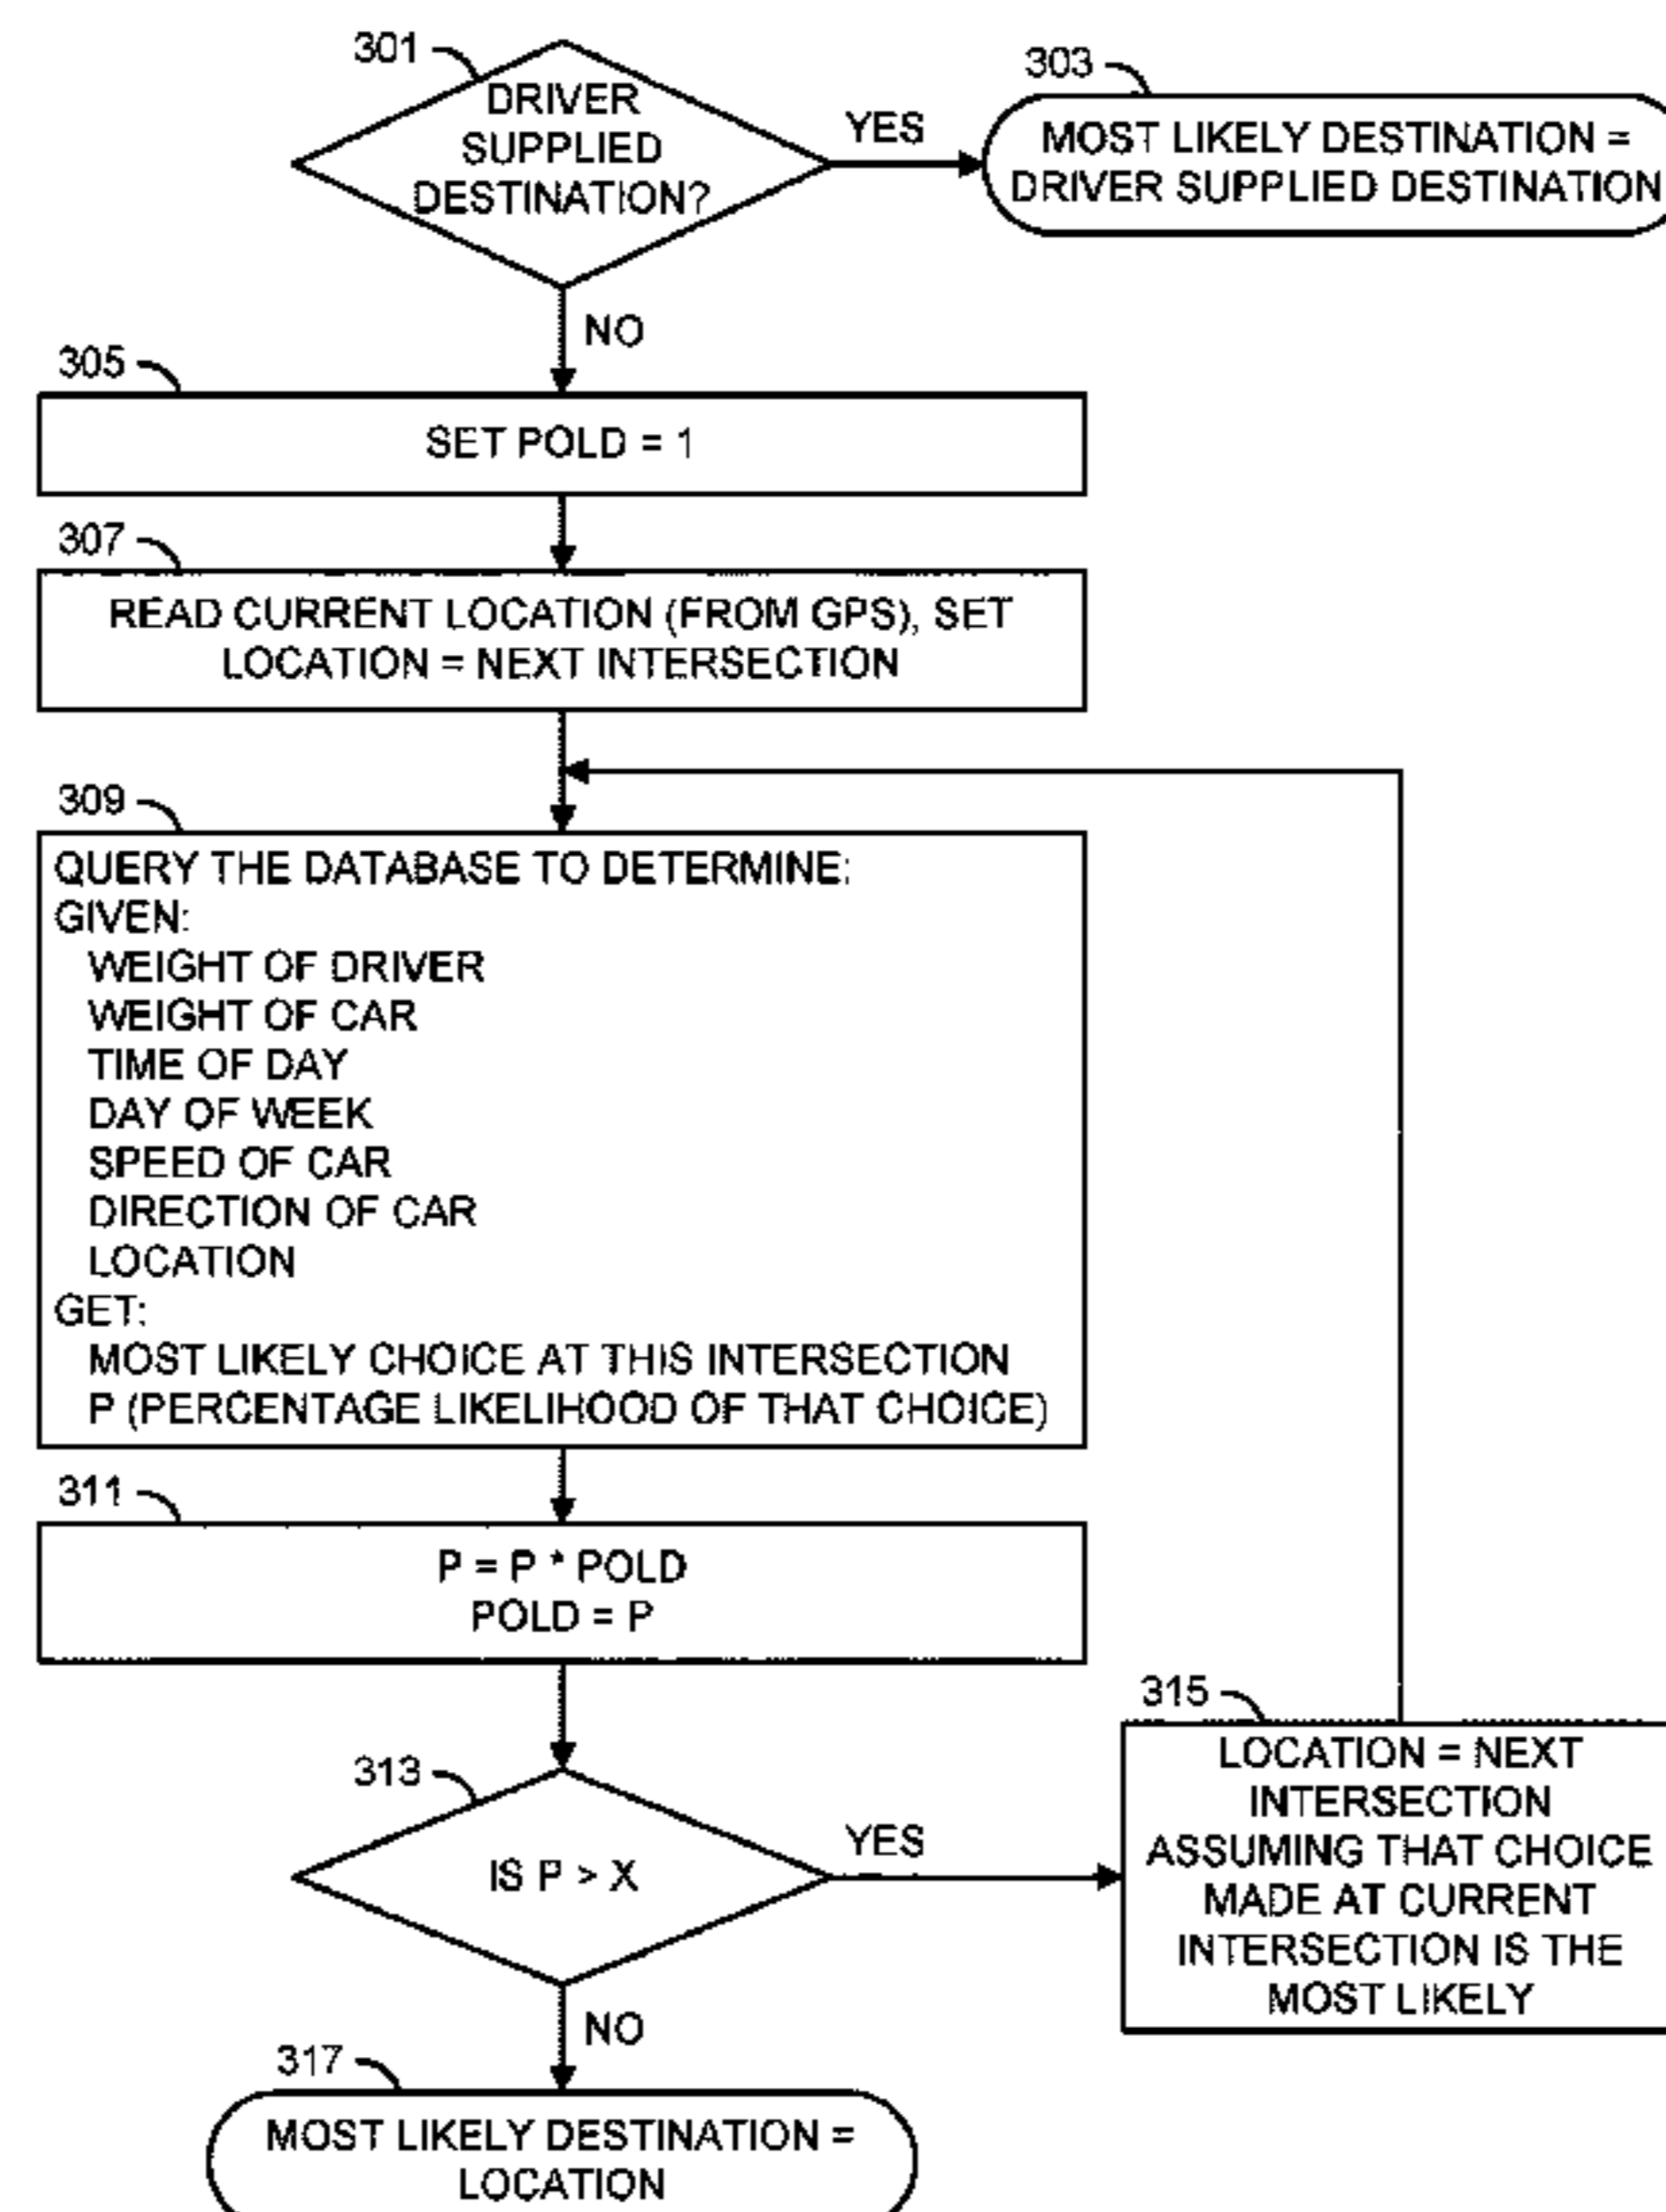 301
DRIVER
SUPPLIED
DESTINATION?
YES
303
MOST LIKELY DESTINATION =
DRIVER SUPPLIED DESTINATION
NO
305
SET POLD = 1
307
READ CURRENT LOCATION (FROM GPS), SET
LOCATION = NEXT INTERSECTION
309
QUERY THE DATABASE TO DETERMINE:
GIVEN:
WEIGHT OF DRIVER
WEIGHT OF CAR
TIME OF DAY
DAY OF WEEK
SPEED OF CAR
DIRECTION OF CAR
LOCATION
GET:
MOST LIKELY CHOICE AT THIS INTERSECTION
P (PERCENTAGE LIKELIHOOD OF THAT CHOICE)
311
P = P * POLD
POLD = P
313
IS P > X
YES
315
LOCATION = NEXT
INTERSECTION
ASSUMING THAT CHOICE
MADE AT CURRENT
INTERSECTION IS THE
MOST LIKELY
NO
317
MOST LIKELY DESTINATION =
LOCATION